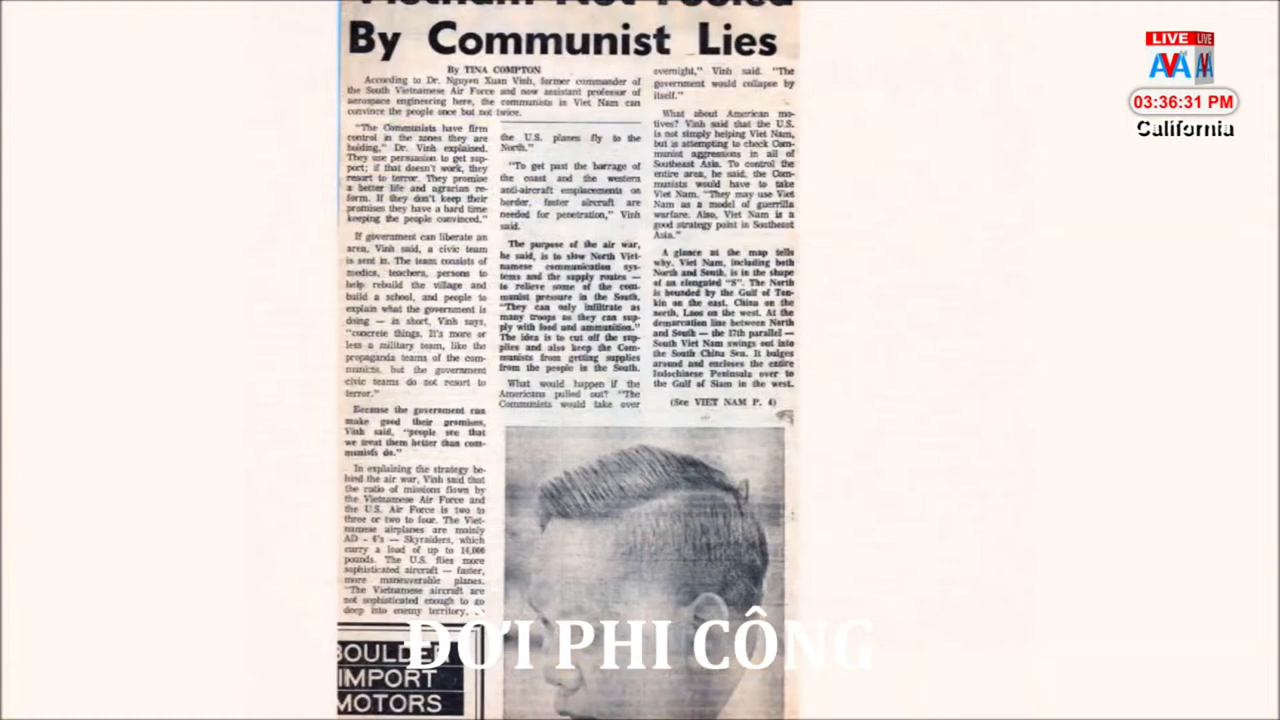 Vietnam Not Fooled
By Communist Lies
By TINA COMPTON
According to Dr. Nguyen Xuan Vinh, former commander of
the South Vietnamese Air Force and now assistant professor of
aerospace engineering here, the communists in Viet Nam can
convince the people once but not twice.
"The Communists have firm
control in the zones they are
holding," Dr. Vinh explained.
They use persuasion to get sup-
port; if that doesn't work, they
resort to terror. They promise
a better life and agrarian re-
form. If they don't keep their
promises they have a hard time
keeping the people convinced."
If government can liberate an
area, Vinh said, a civic team
is sent in. The team consists of
medics, teachers, persons to
help rebuild the village and
build a school, and people to
explain what the government is
doing — in short, Vinh says,
"concrete things. It's more or
less a military team, like the
propaganda teams of the com-
munists, but the government
civic teams do not resort to
terror."
Because the government can
make good their promises,
Vinh said, "people see that
we treat them better than com-
munists do."
In explaining the strategy be-
hind the air war, Vinh said that
the ratio of missions flown by
the Vietnamese Air Force and
the U.S. Air Force is two to
three or two to four. The Viet-
namese airplanes are mainly
AD - 6's — Skyraiders, which
carry a load of up to 14,000
pounds. The U.S. flies more
sophisticated aircraft — faster,
more maneuverable planes.
"The Vietnamese aircraft are
not sophisticated enough to go
deep into enemy territory,
the U.S. planes fly to the
North."
"To get past the barrage of
the coast and the western
anti-aircraft emplacements on
border, faster aircraft are
needed for penetration," Vinh
said.
The purpose of the air war,
he said, is to slow North Viet-
namese communication sys-
tems and the supply routes —
to relieve some of the com-
munist pressure in the South.
"They can only infiltrate as
many troops as they can sup-
ply with food and ammunition."
The idea is to cut off the sup-
plies and also keep the Com-
munists from getting supplies
from the people in the South.
What would happen if the
Americans pulled out? "The
Communists would take over
overnight," Vinh said. "The
government would collapse by
itself."
What about American mo-
tives? Vinh said that the U.S.
is not simply helping Viet Nam,
but is attempting to check Com-
munist aggressions in all of
Southeast Asia. To control the
entire area, he said, the Com-
munists would have to take
Viet Nam. "They may use Viet
Nam as a model of guerrilla
warfare. Also, Viet Nam is a
good strategy point in Southeast
Asia."
A glance at the map tells
why. Viet Nam, including both
North and South, is in the shape
of an elongated "S". The North
is bounded by the Gulf of Ton-
kin on the east, China on the
north, Laos on the west. At the
demarcation line between North
and South — the 17th parallel —
South Viet Nam swings out into
the South China Sea. It bulges
around and encloses the entire
Indochinese Peninsula over to
the Gulf of Siam in the west.
(See VIET NAM P. 4)
BOULDER
IMPORT
MOTORS
ĐỜI PHI CÔNG
LIVE LIVE
AVA
03:36:31 PM
California